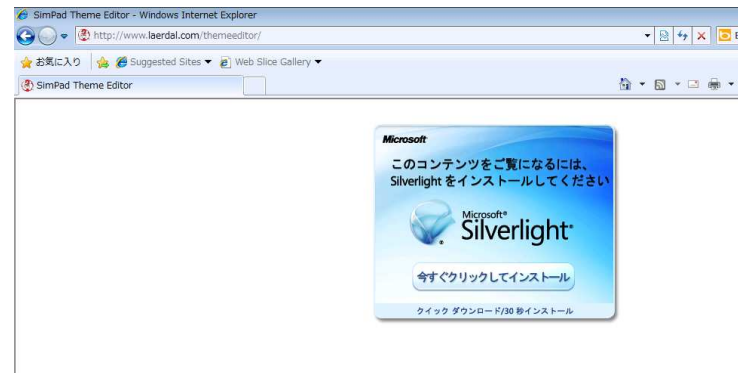 SimPad Theme Editor - Windows Internet Explorer
http://www.laerdal.com/themeeditor/
お気に入り Suggested Sites Web Slice Gallery
SimPad Theme Editor
Microsoft
このコンテンツをご覧になるには、
Silverlight をインストールしてください
Microsoft®
Silverlight
今すぐクリックしてインストール
クイック ダウンロード/30 秒インストール